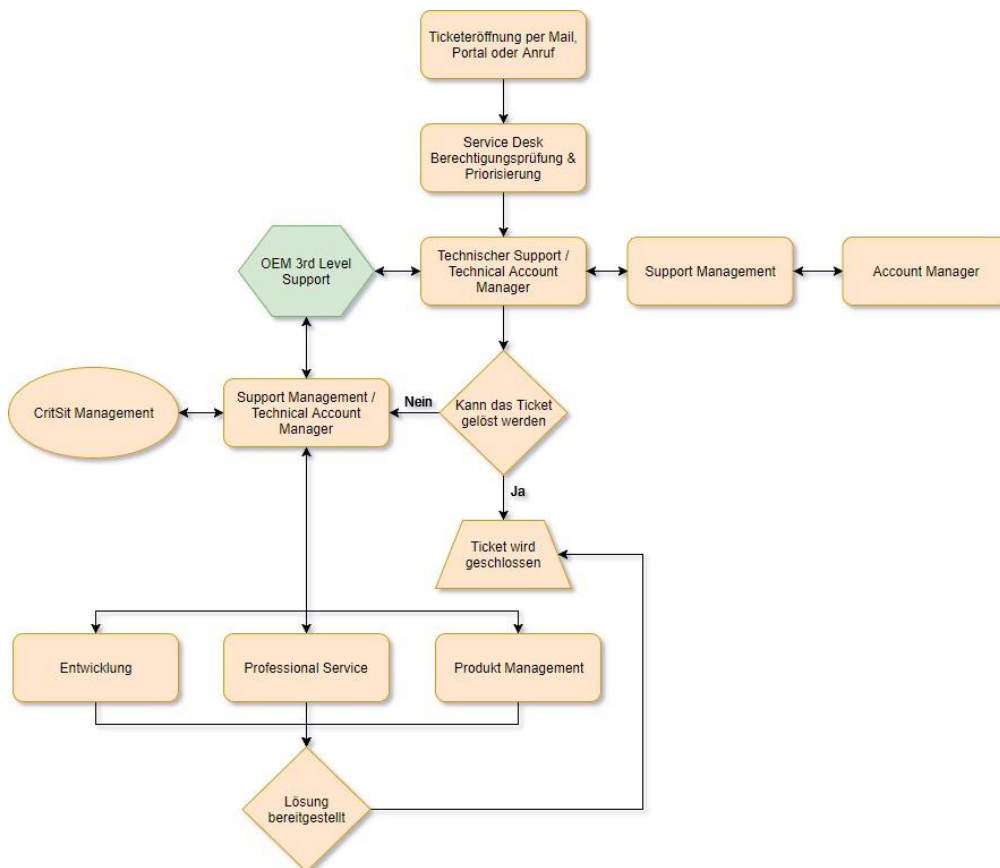 Ticketeröffnung per Mail,
Portal oder Anruf
Service Desk
Berechtigungsprüfung &
Priorisierung
OEM 3rd Level
Support
Technischer Support /
Technical Account
Manager
Support Management
Account Manager
CritSit Management
Support Management /
Technical Account
Manager
Nein
Kann das Ticket
gelöst werden
Ja
Ticket wird
geschlossen
Entwicklung
Professional Service
Produkt Management
Lösung
bereitgestellt